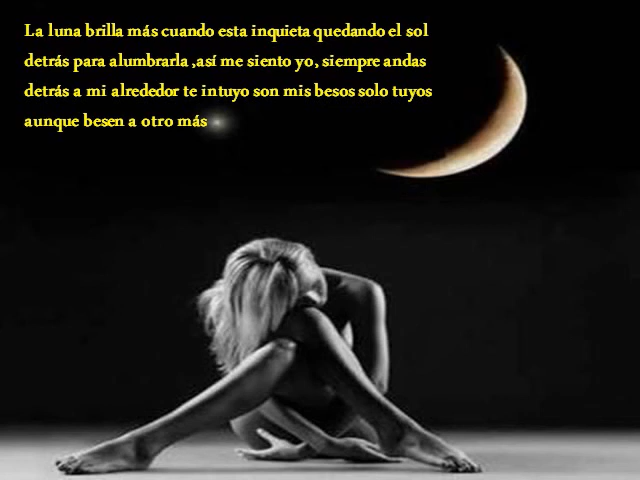 La luna brilla más cuando esta inquieta quedando el sol
detrás para alumbrarla ,así me siento yo, siempre andas
detrás a mi alrededor te intuyo son mis besos solo tuyos
aunque besen a otro más